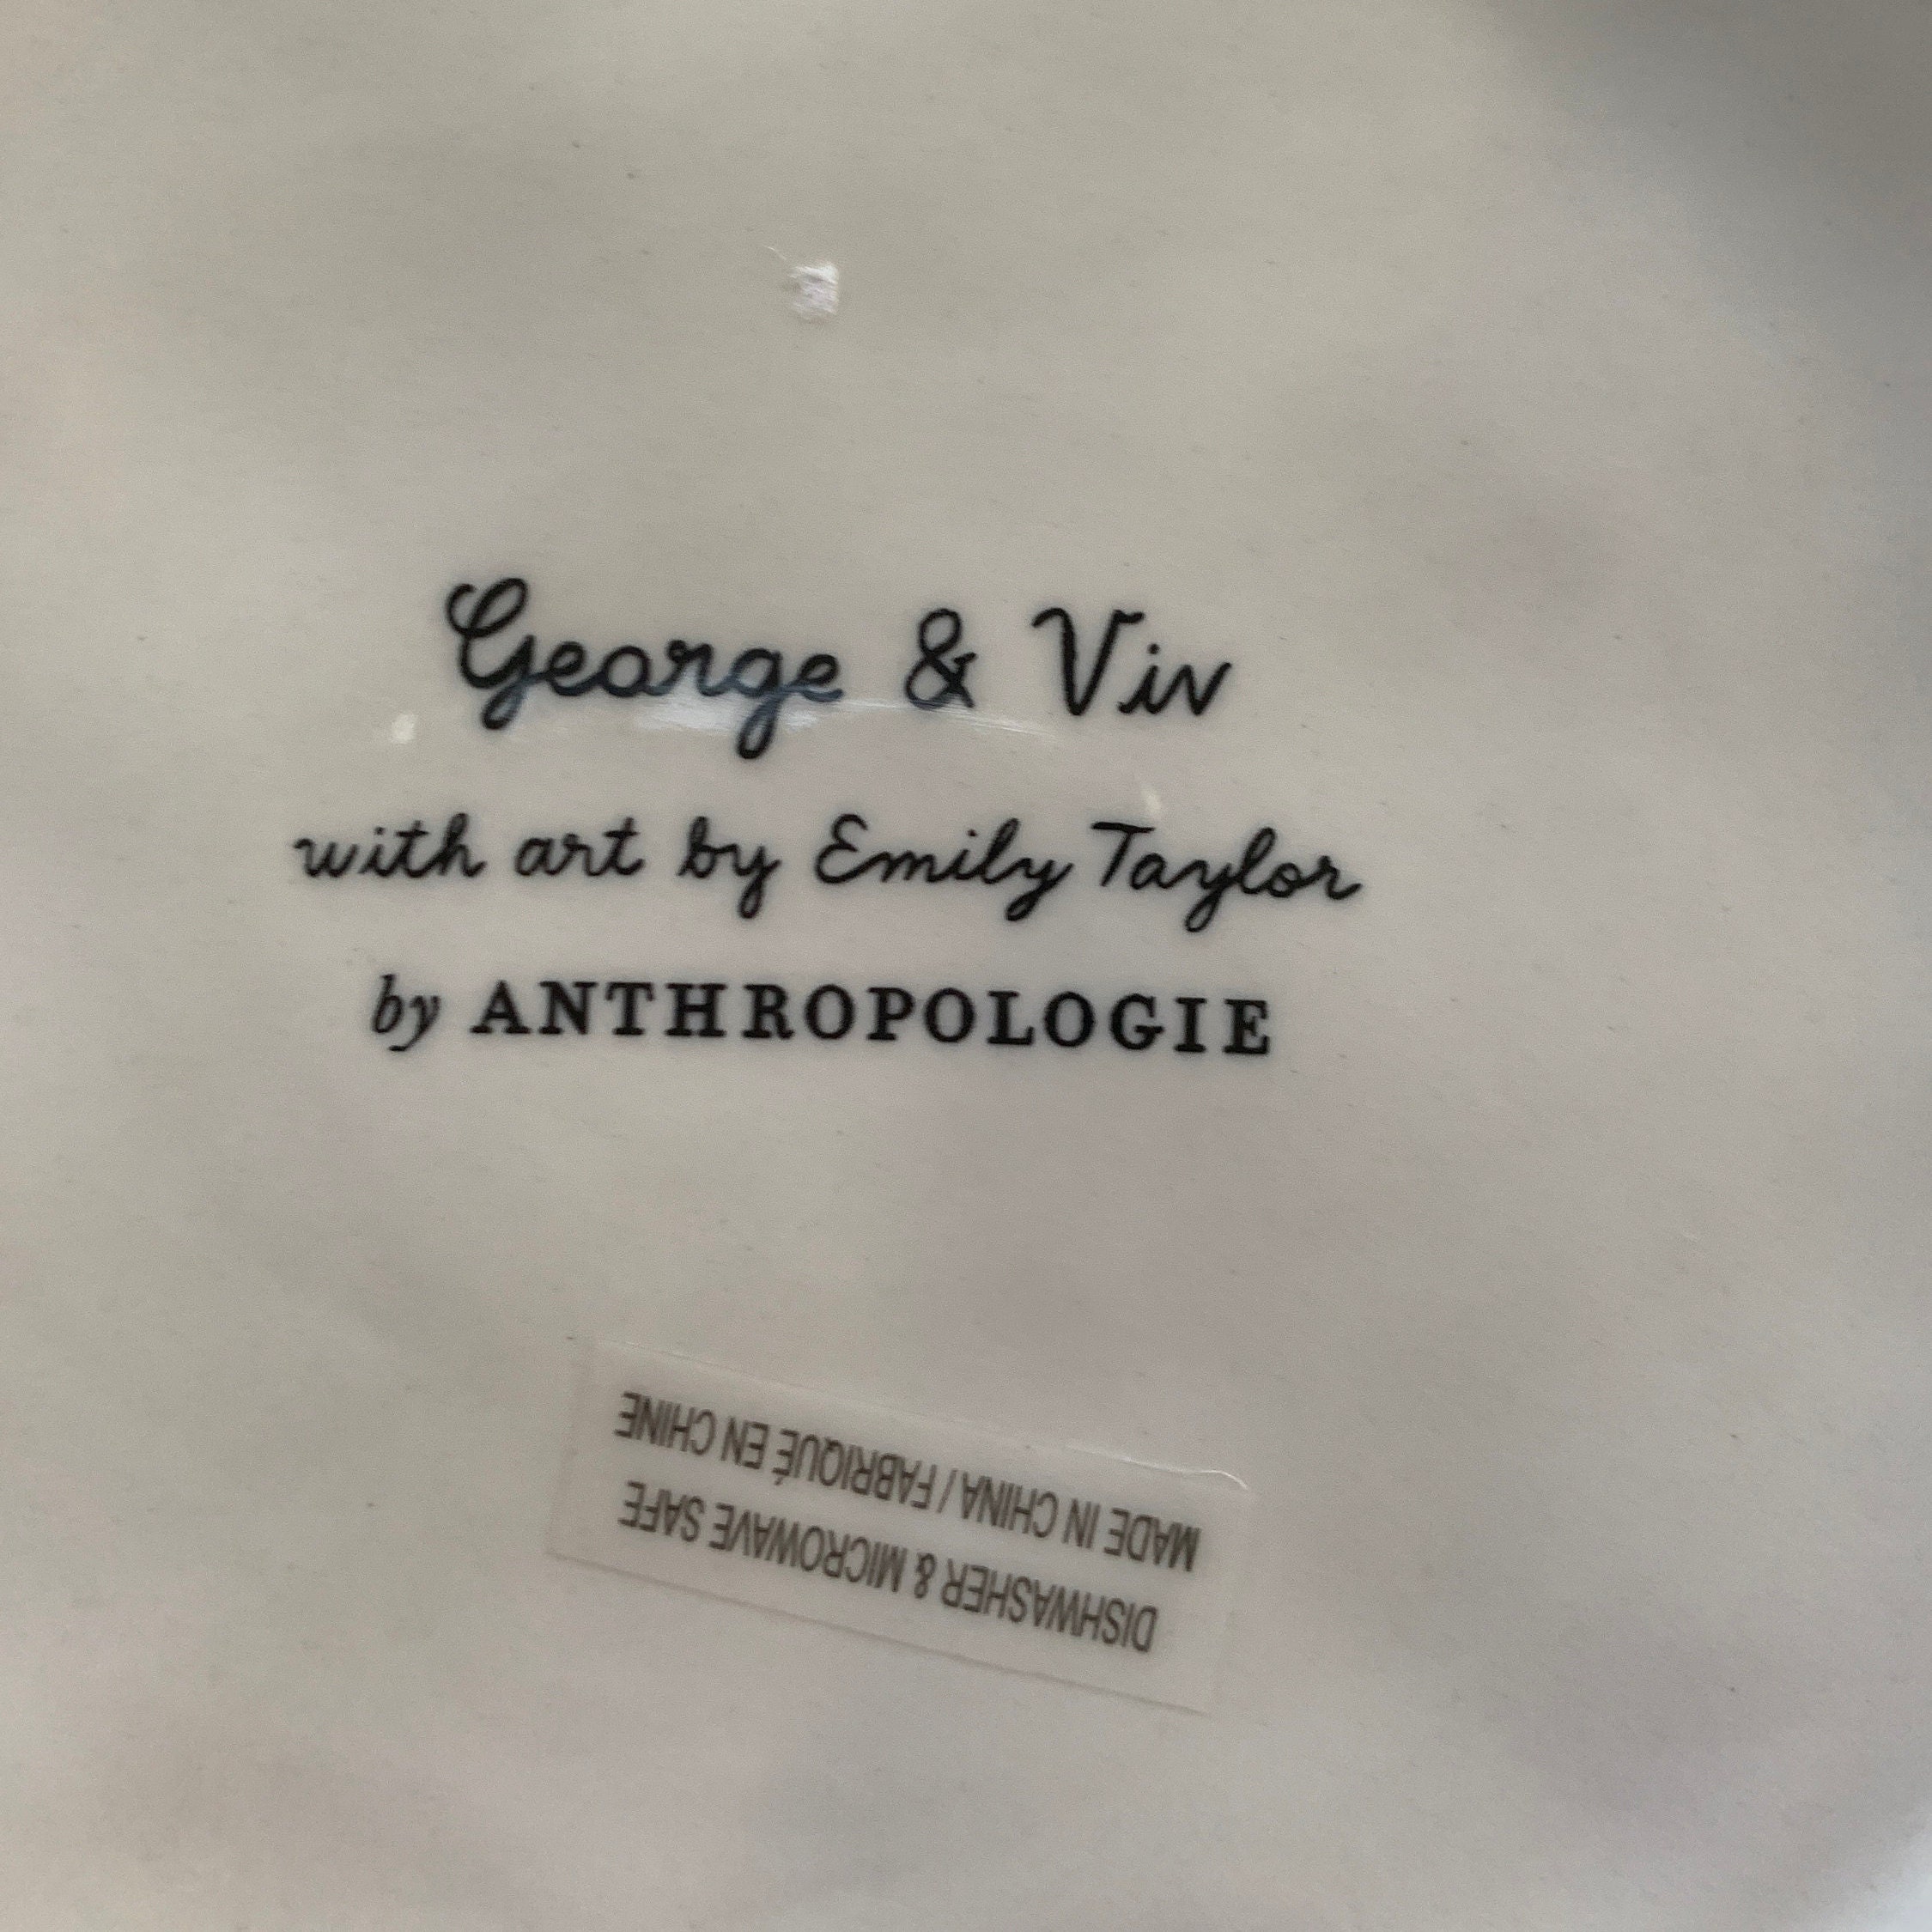 George & Viv
with art by Emily Taylor
by ANTHROPOLOGIE
MADE IN CHINA / FABRIQUÉ EN CHINE
DISHWASHER & MICROWAVE SAFE